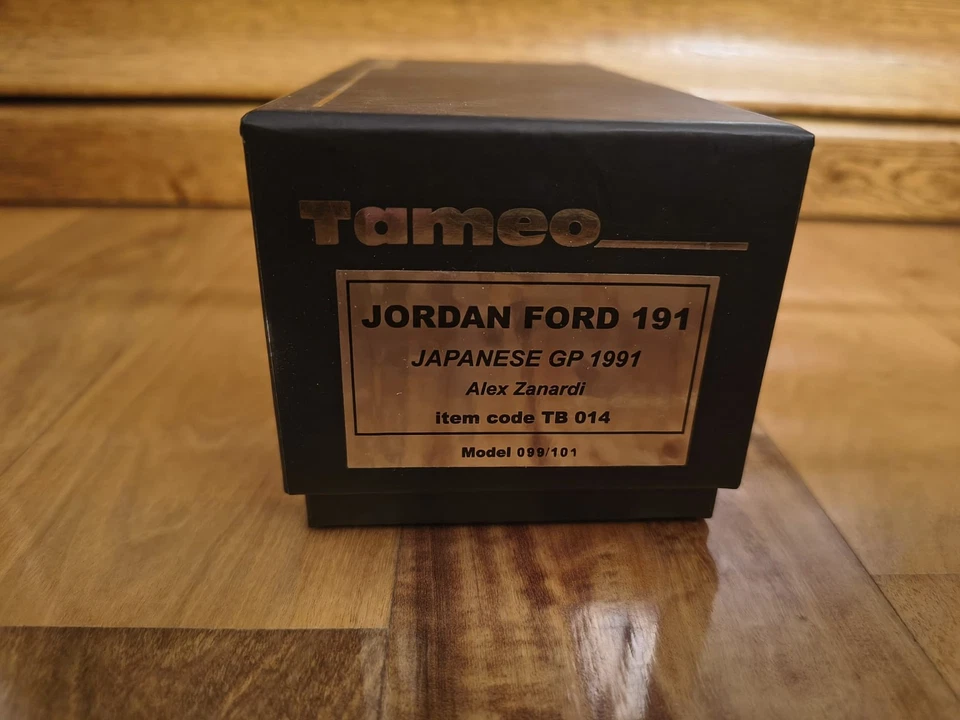 Tameo
JORDAN FORD 191
JAPANESE GP 1991
Alex Zanardi
item code TB 014
Model 099/101